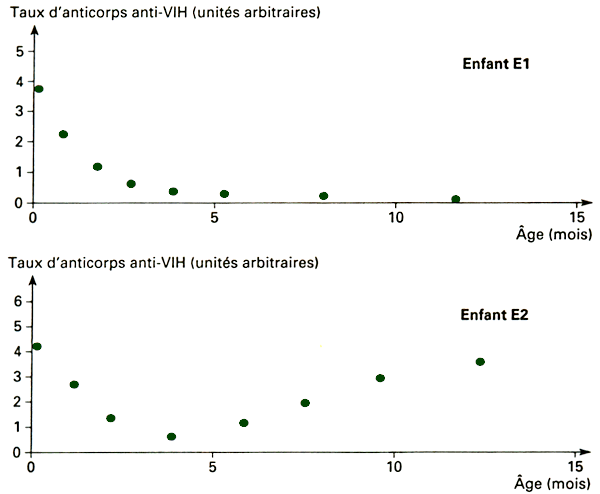 Taux d'anticorps anti-VIH (unités arbitraires)
5
Enfant E1
4
3
2
1
0
0 5 10 15
Âge (mois)
Taux d'anticorps anti-VIH (unités arbitraires)
6
Enfant E2
5
4
3
2
1
0
0 5 10 15
Âge (mois)